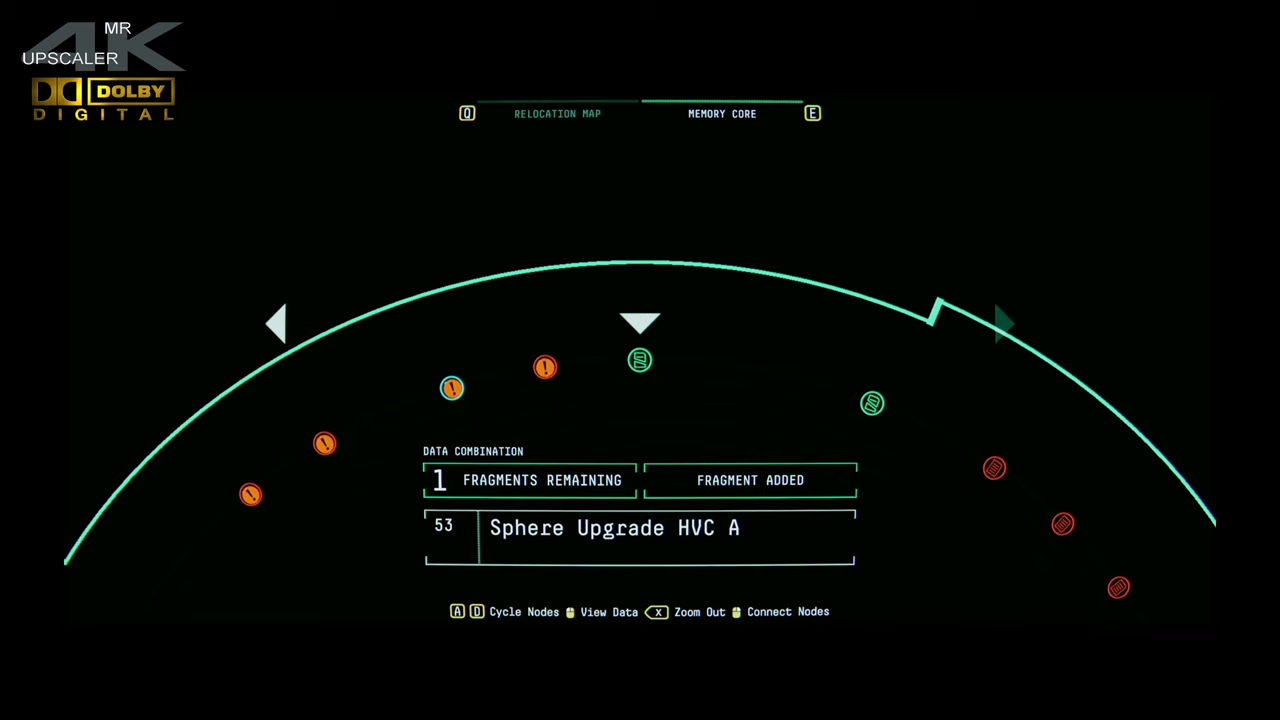 4K
MR
UPSCALER
DOLBY
DIGITAL
Q RELOCATION MAP MEMORY CORE E
DATA COMBINATION
1 FRAGMENTS REMAINING FRAGMENT ADDED
53 Sphere Upgrade HVC A
A D Cycle Nodes View Data X Zoom Out Connect Nodes